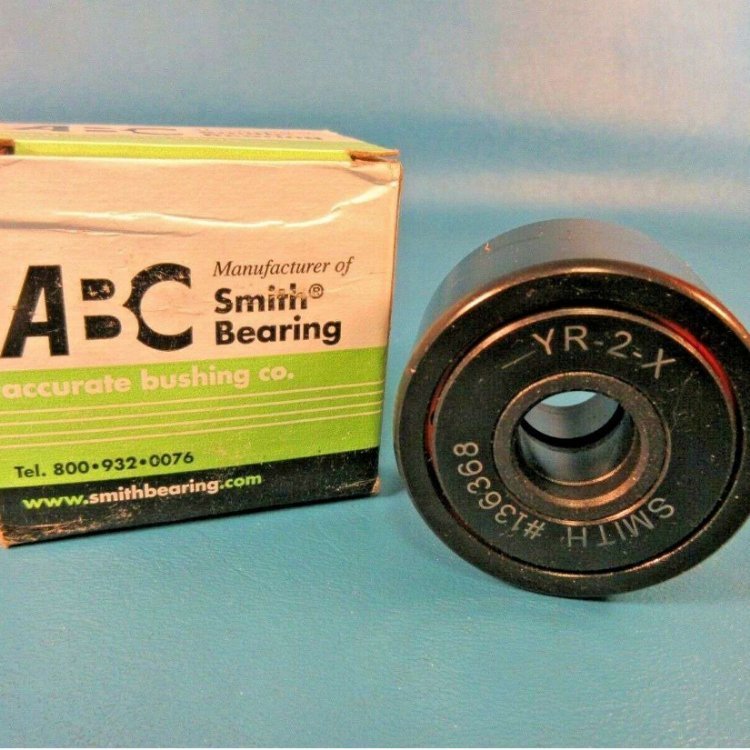 ABC
Manufacturer of
Smith®
Bearing
accurate bushing co.
Tel. 800•932•0076
www.smithbearing.com
YR-2-X
SMITH #136368